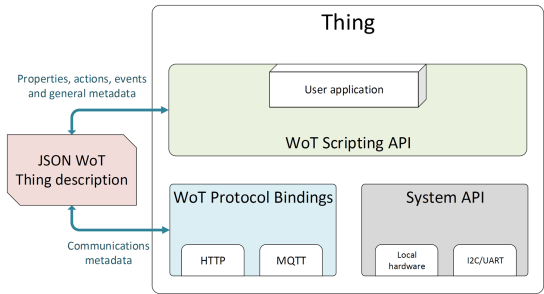 Thing
Properties, actions, events
and general metadata
User application
WoT Scripting API
JSON WoT
Thing description
WoT Protocol Bindings
System API
Communications
metadata
HTTP
MQTT
Local
hardware
I2C/UART